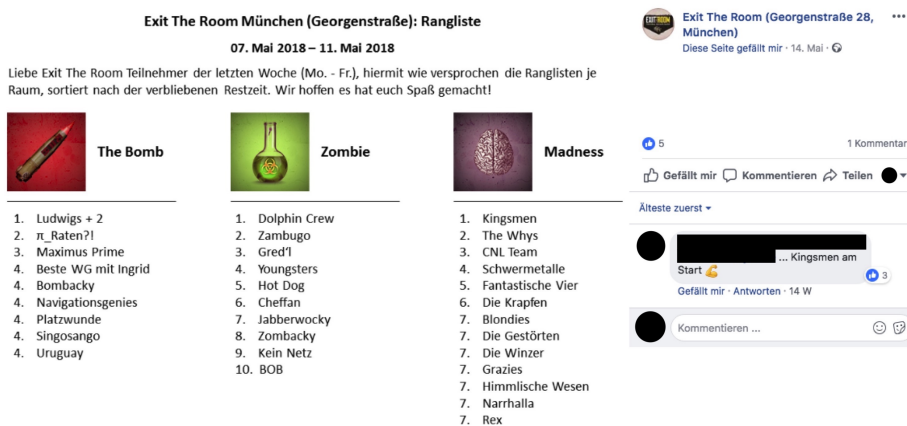 Exit The Room München (Georgenstraße): Rangliste
07. Mai 2018 – 11. Mai 2018
Liebe Exit The Room Teilnehmer der letzten Woche (Mo. - Fr.), hiermit wie versprochen die Ranglisten je
Raum, sortiert nach der verbliebenen Restzeit. Wir hoffen es hat euch Spaß gemacht!
The Bomb
1. Ludwigs + 2
2. π_Raten?!
3. Maximus Prime
4. Beste WG mit Ingrid
4. Bombacky
4. Navigationsgenies
4. Platzwunde
4. Singosango
4. Uruguay
Zombie
1. Dolphin Crew
2. Zambugo
3. Gred'l
4. Youngsters
5. Hot Dog
6. Cheffan
7. Jabberwocky
8. Zombacky
9. Kein Netz
10. BOB
Madness
1. Kingsmen
2. The Whys
3. CNL Team
4. Schwermetalle
5. Fantastische Vier
6. Die Krapfen
7. Blondies
7. Die Gestörten
7. Die Winzer
7. Grazies
7. Himmlische Wesen
7. Narrhalla
7. Rex
EXIT ROOM
Exit The Room (Georgenstraße 28,
München)
Diese Seite gefällt mir · 14. Mai ·
5
1 Kommentar
Gefällt mir Kommentieren Teilen
Älteste zuerst
... Kingsmen am
Start 💪
3
Gefällt mir · Antworten · 14 W
Kommentieren ...